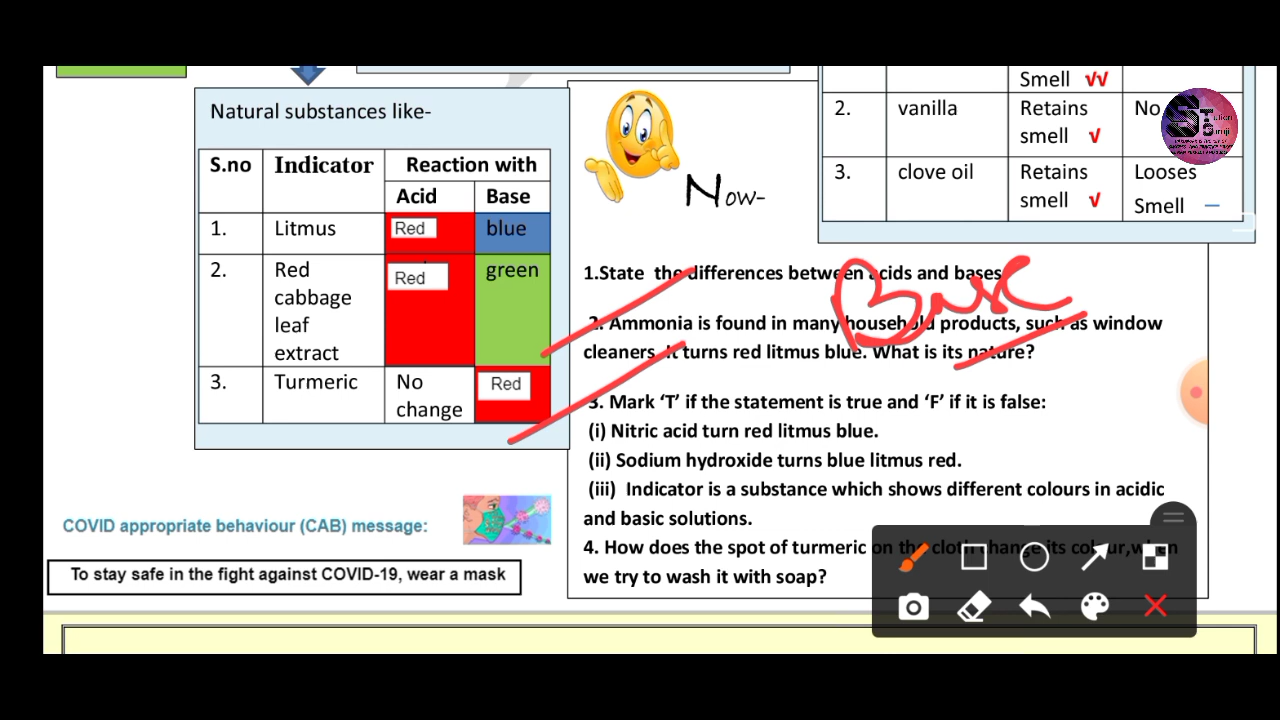 Natural substances like-
S.no Indicator Reaction with
Acid Base
1. Litmus Red blue
2. Red cabbage leaf extract Red green
3. Turmeric No change Red
COVID appropriate behaviour (CAB) message:
To stay safe in the fight against COVID-19, wear a mask
Smell √√
2. vanilla Retains smell √ No
3. clove oil Retains smell √ Looses Smell –
Now-
1.State the differences between acids and bases
Base
2. Ammonia is found in many household products, such as window
cleaners. It turns red litmus blue. What is its nature?
3. Mark ‘T’ if the statement is true and ‘F’ if it is false:
(i) Nitric acid turn red litmus blue.
(ii) Sodium hydroxide turns blue litmus red.
(iii) Indicator is a substance which shows different colours in acidic
and basic solutions.
4. How does the spot of turmeric on the cloth change its colour,when
we try to wash it with soap?